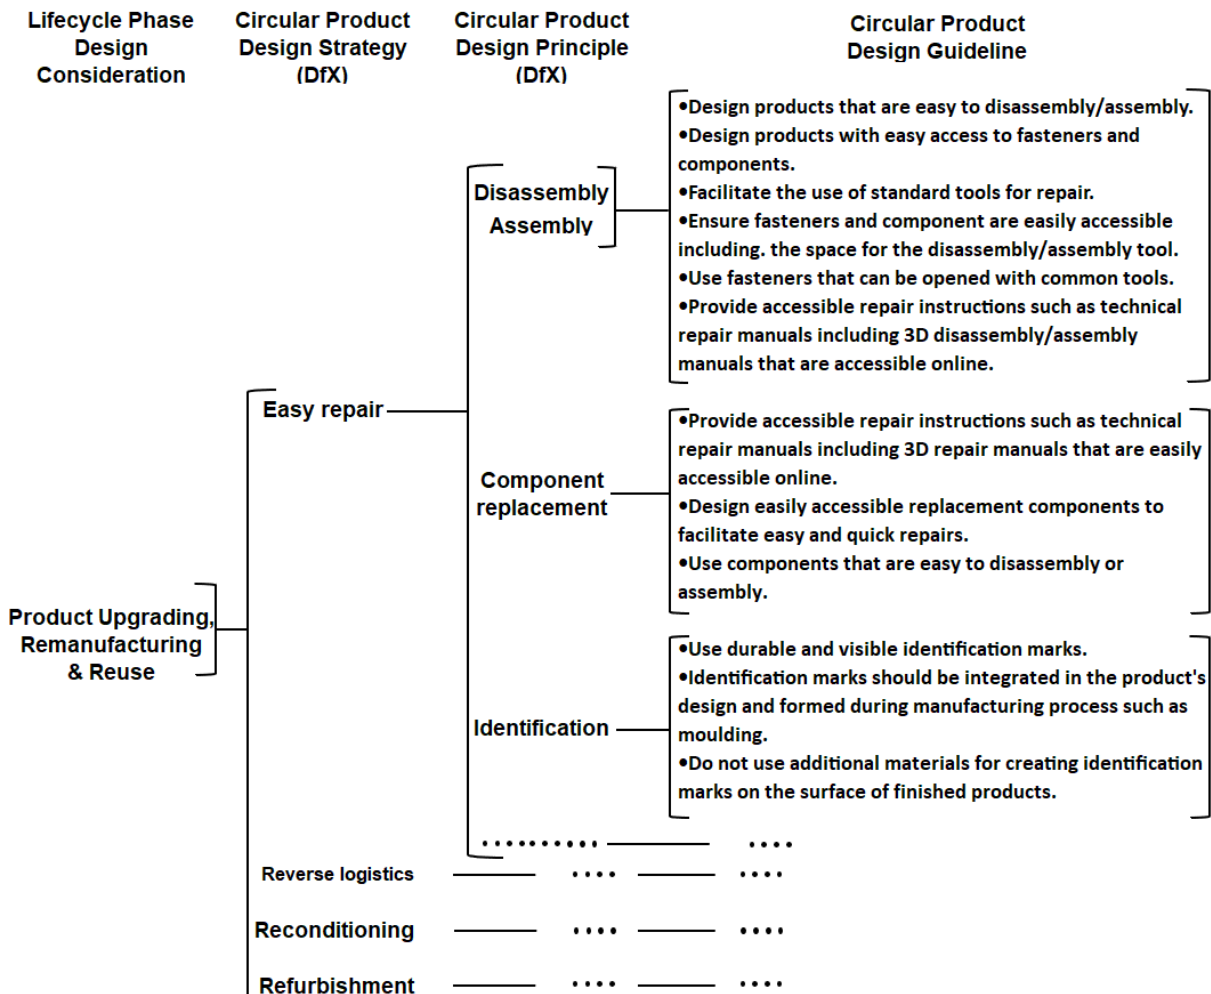 Lifecycle Phase
Design
Consideration
Circular Product
Design Strategy
(DfX)
Circular Product
Design Principle
(DfX)
Circular Product
Design Guideline
Product Upgrading,
Remanufacturing
& Reuse
Easy repair
Disassembly
Assembly
•Design products that are easy to disassembly/assembly.
•Design products with easy access to fasteners and
components.
•Facilitate the use of standard tools for repair.
•Ensure fasteners and component are easily accessible
including. the space for the disassembly/assembly tool.
•Use fasteners that can be opened with common tools.
•Provide accessible repair instructions such as technical
repair manuals including 3D disassembly/assembly
manuals that are accessible online.
Component
replacement
•Provide accessible repair instructions such as technical
repair manuals including 3D repair manuals that are easily
accessible online.
•Design easily accessible replacement components to
facilitate easy and quick repairs.
•Use components that are easy to disassembly or
assembly.
Identification
•Use durable and visible identification marks.
•Identification marks should be integrated in the product's
design and formed during manufacturing process such as
moulding.
•Do not use additional materials for creating identification
marks on the surface of finished products.
.......... ....
Reverse logistics .... ....
Reconditioning .... ....
Refurbishment .... ....